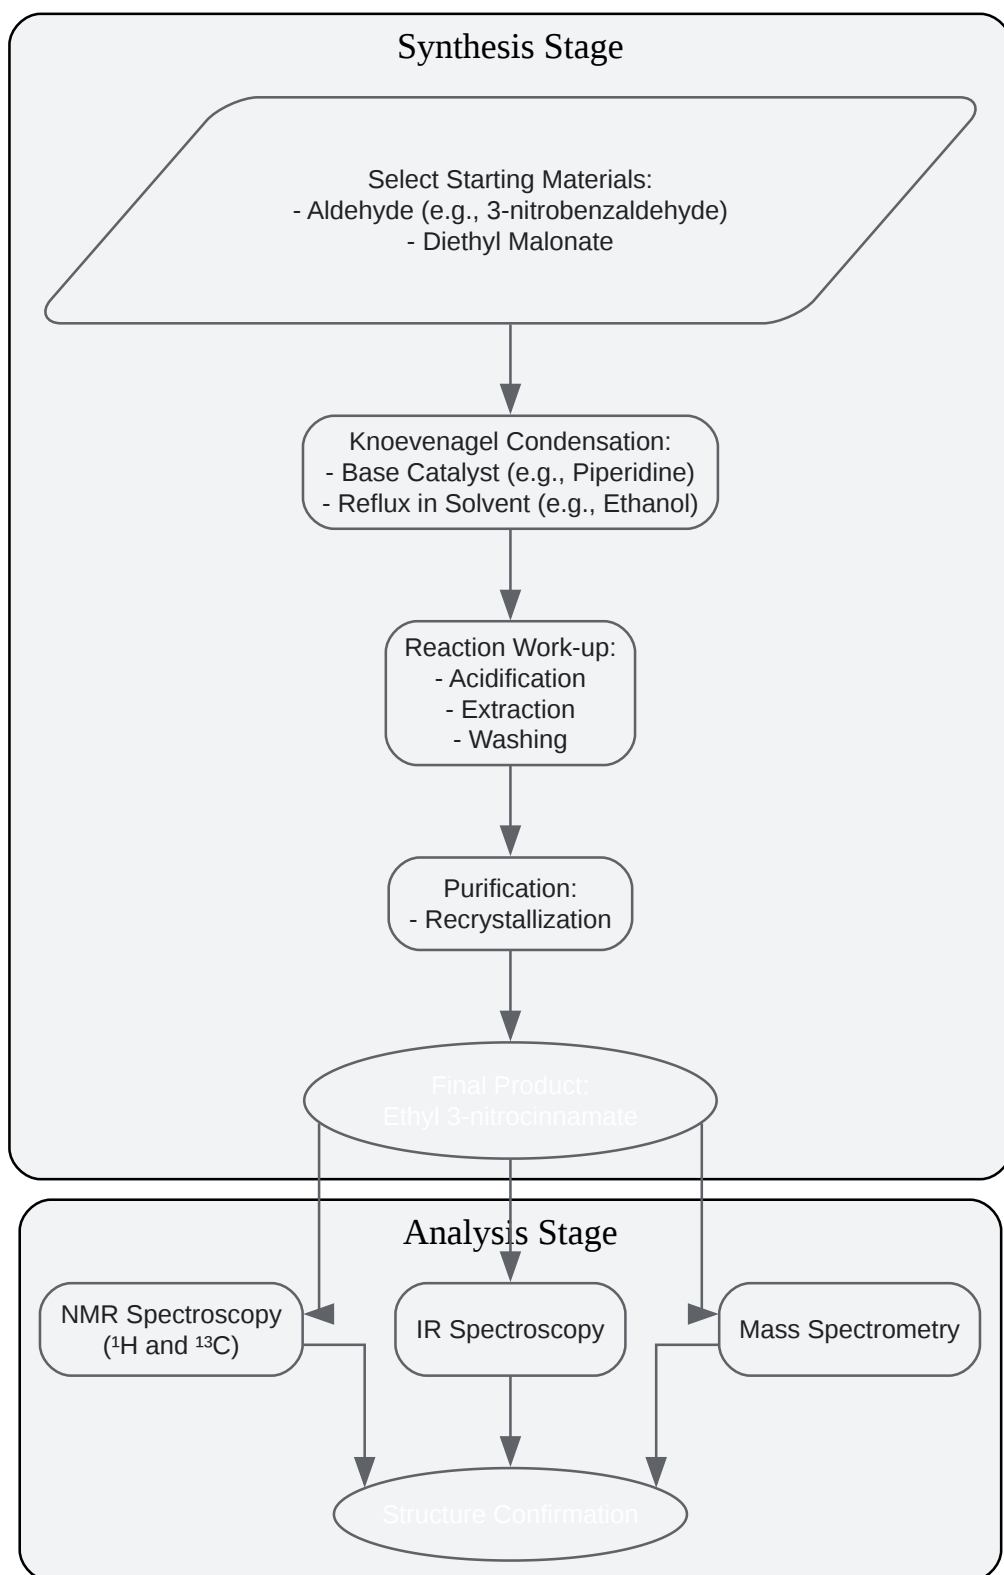 Synthesis Stage
Select Starting Materials:
- Aldehyde (e.g., 3-nitrobenzaldehyde)
- Diethyl Malonate
Knoevenagel Condensation:
- Base Catalyst (e.g., Piperidine)
- Reflux in Solvent (e.g., Ethanol)
Reaction Work-up:
- Acidification
- Extraction
- Washing
Purification:
- Recrystallization
Final Product:
Ethyl 3-nitrocinnamate
Analysis Stage
NMR Spectroscopy
(¹H and ¹³C)
IR Spectroscopy
Mass Spectrometry
Structure Confirmation